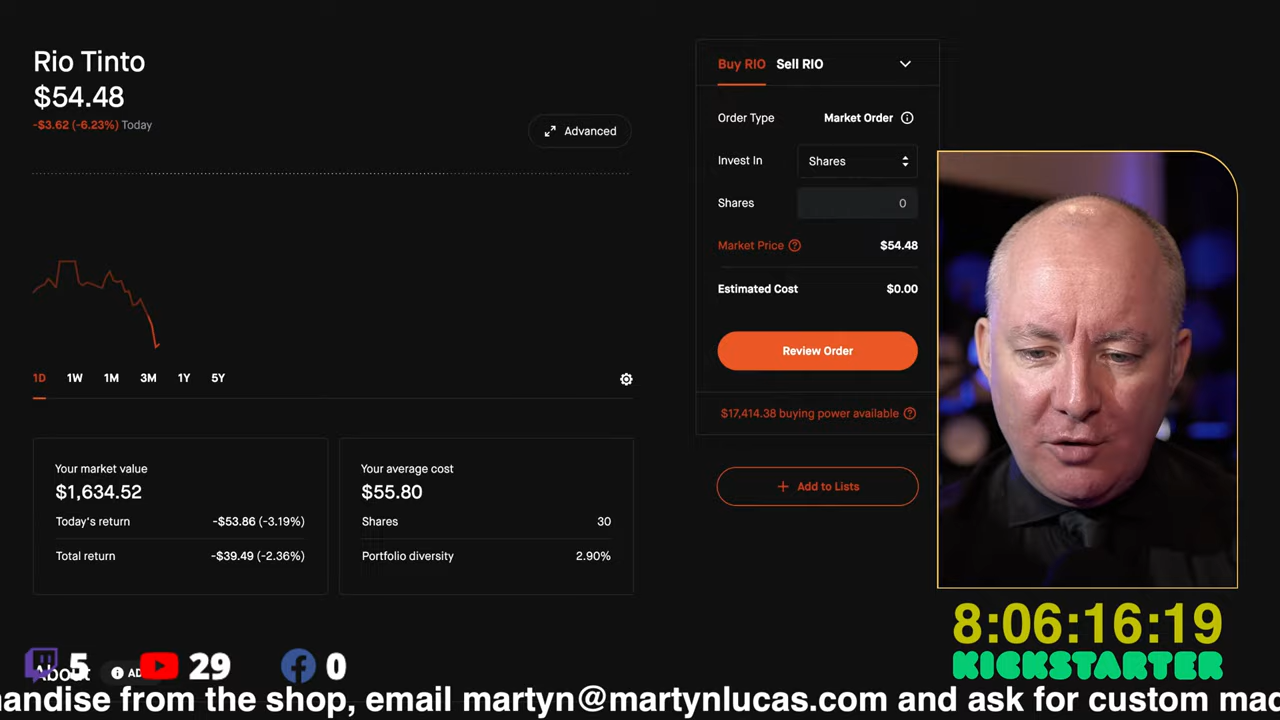 Rio Tinto
$54.48
-$3.62 (-6.23%) Today
Advanced
1D 1W 1M 3M 1Y 5Y
Your market value
$1,634.52
Today's return -$53.86 (-3.19%)
Total return -$39.49 (-2.36%)
Your average cost
$55.80
Shares 30
Portfolio diversity 2.90%
Buy RIO Sell RIO
Order Type Market Order
Invest In Shares
Shares 0
Market Price $54.48
Estimated Cost $0.00
Review Order
$17,414.38 buying power available
+ Add to Lists
8:06:16:19
KICKSTARTER
About AD
5 29 0
handise from the shop, email martyn@martynlucas.com and ask for custom mad